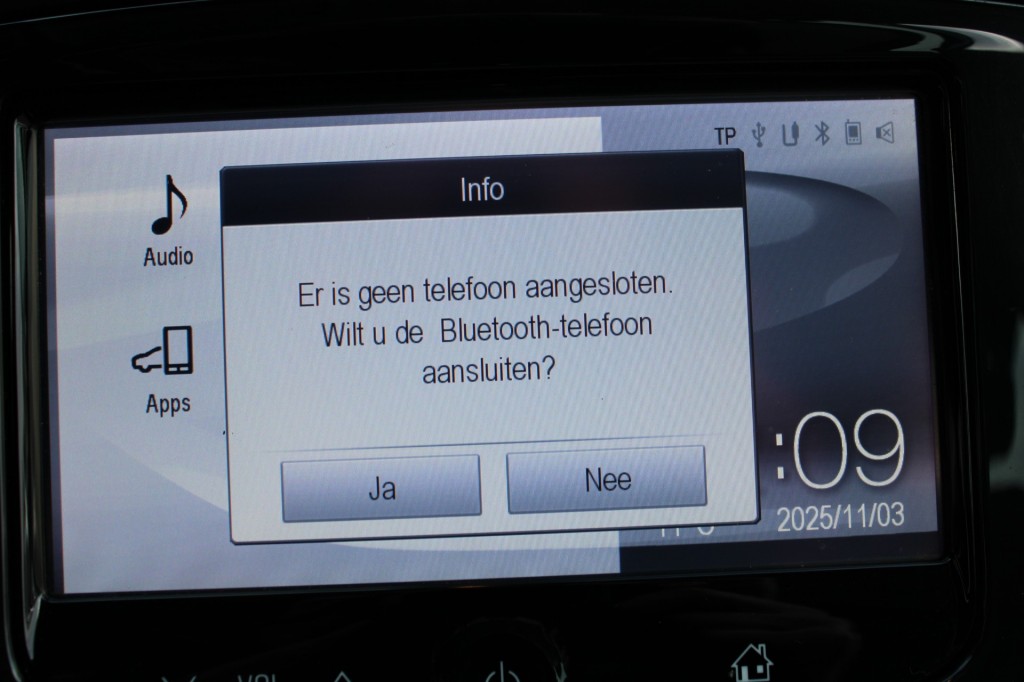 TP
Info
Audio
Er is geen telefoon aangesloten.
Wilt u de Bluetooth-telefoon
aansluiten?
Apps
Ja
Nee
:09
2025/11/03
VOL